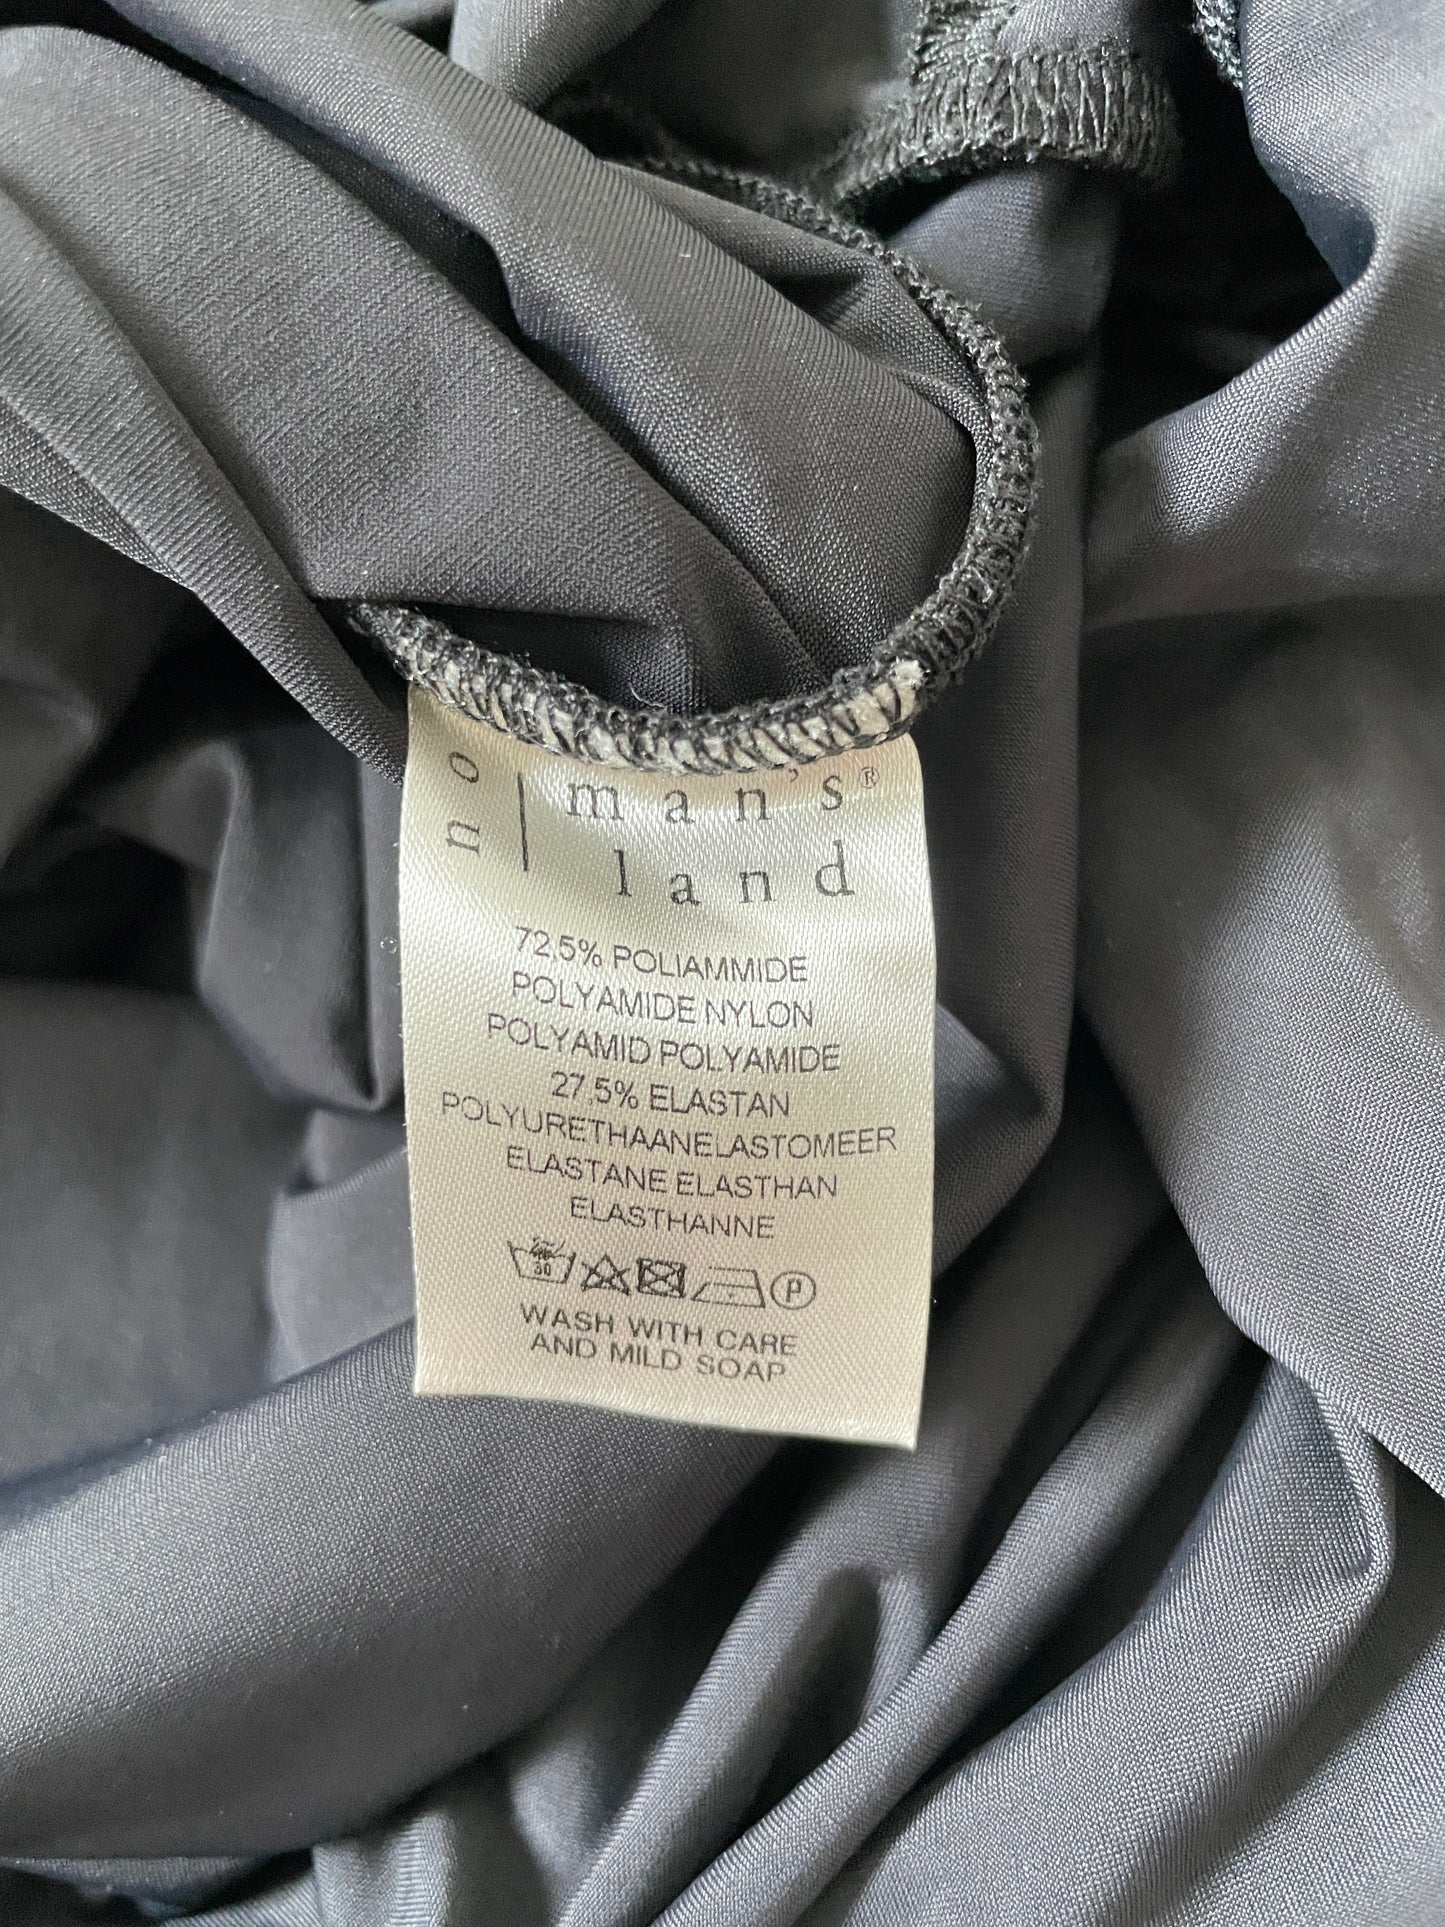 no | man's®
land
72,5% POLIAMMIDE
POLYAMIDE NYLON
POLYAMID POLYAMIDE
27,5% ELASTAN
POLYURETHAANELASTOMEER
ELASTANE ELASTHAN
ELASTHANNE
30 P
WASH WITH CARE
AND MILD SOAP